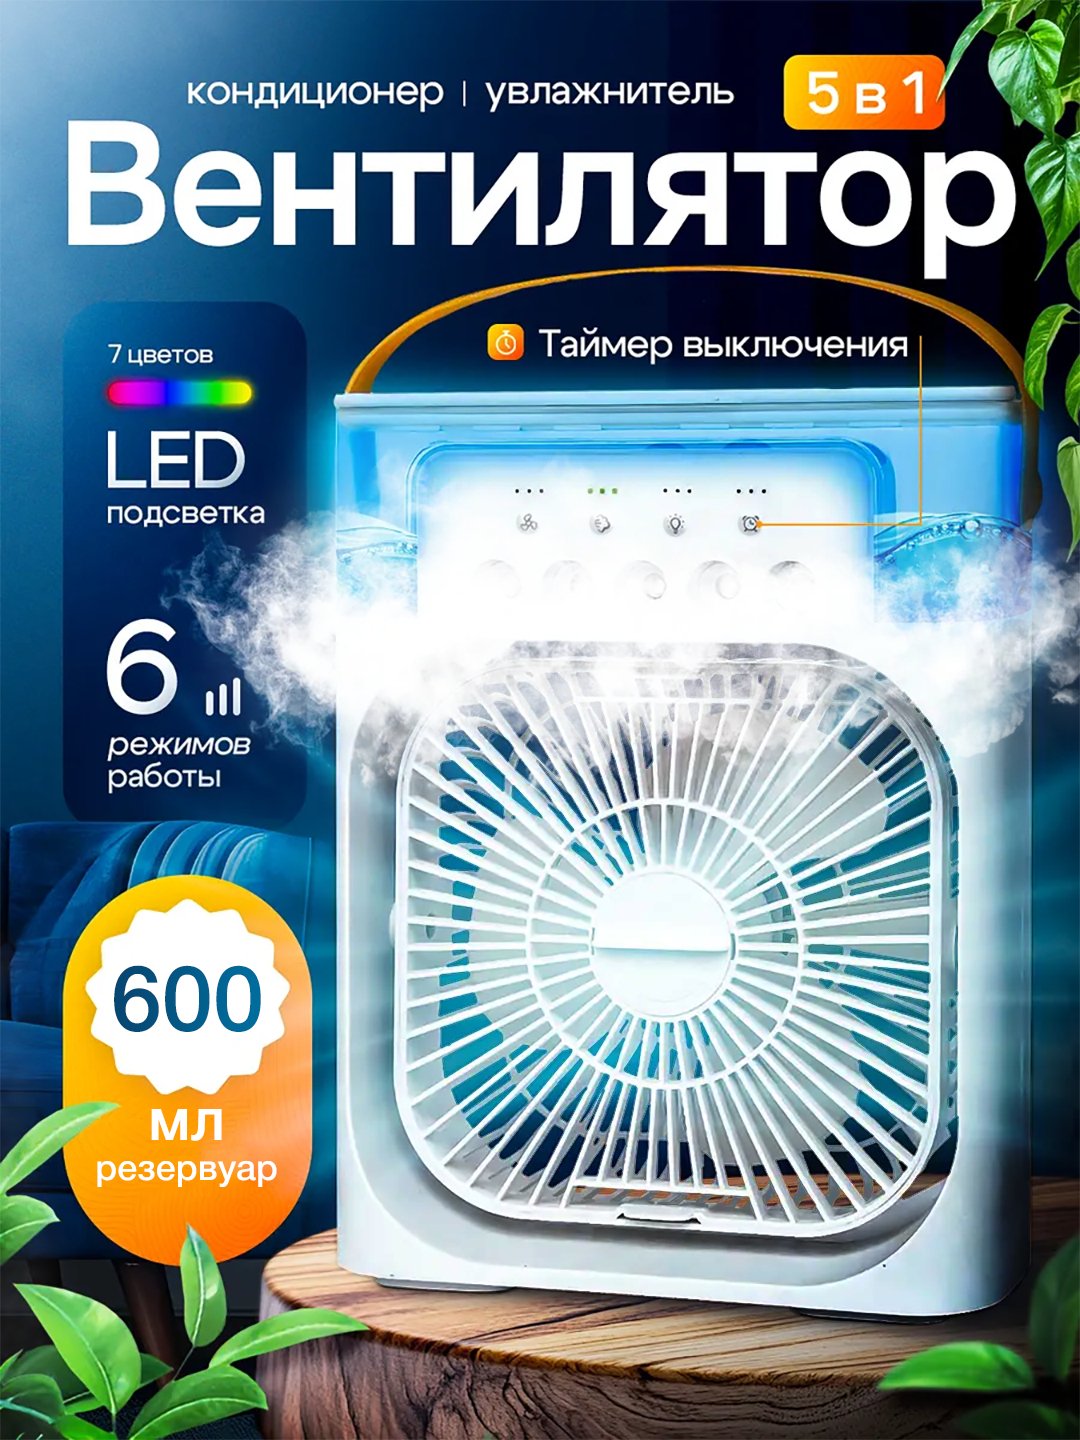 кондиционер | увлажнитель
5 в 1
Вентилятор
Таймер выключения
7 цветов
LED
подсветка
6
режимов
работы
600
мл
резервуар